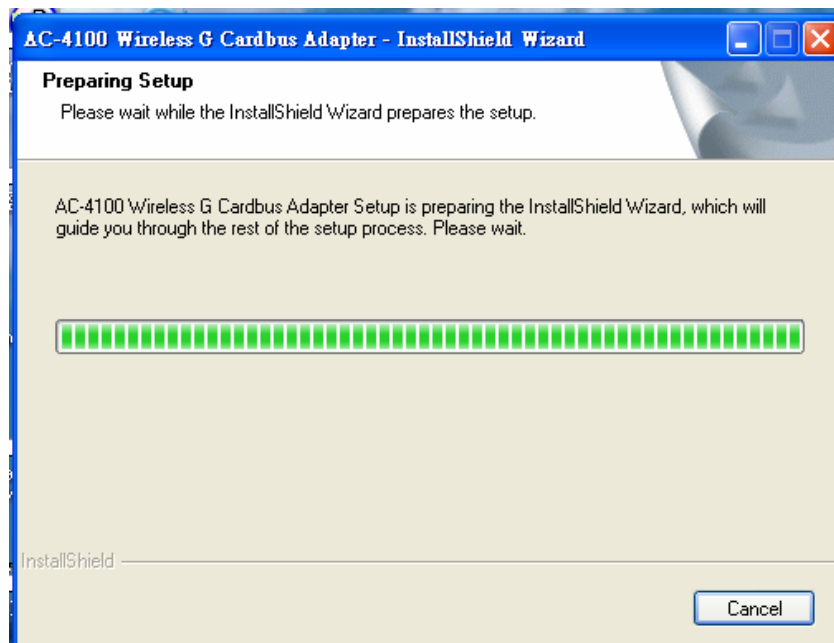 AC-4100 Wireless G Cardbus Adapter - InstallShield Wizard
Preparing Setup
Please wait while the InstallShield Wizard prepares the setup.
AC-4100 Wireless G Cardbus Adapter Setup is preparing the InstallShield Wizard, which will
guide you through the rest of the setup process. Please wait.
InstallShield
Cancel